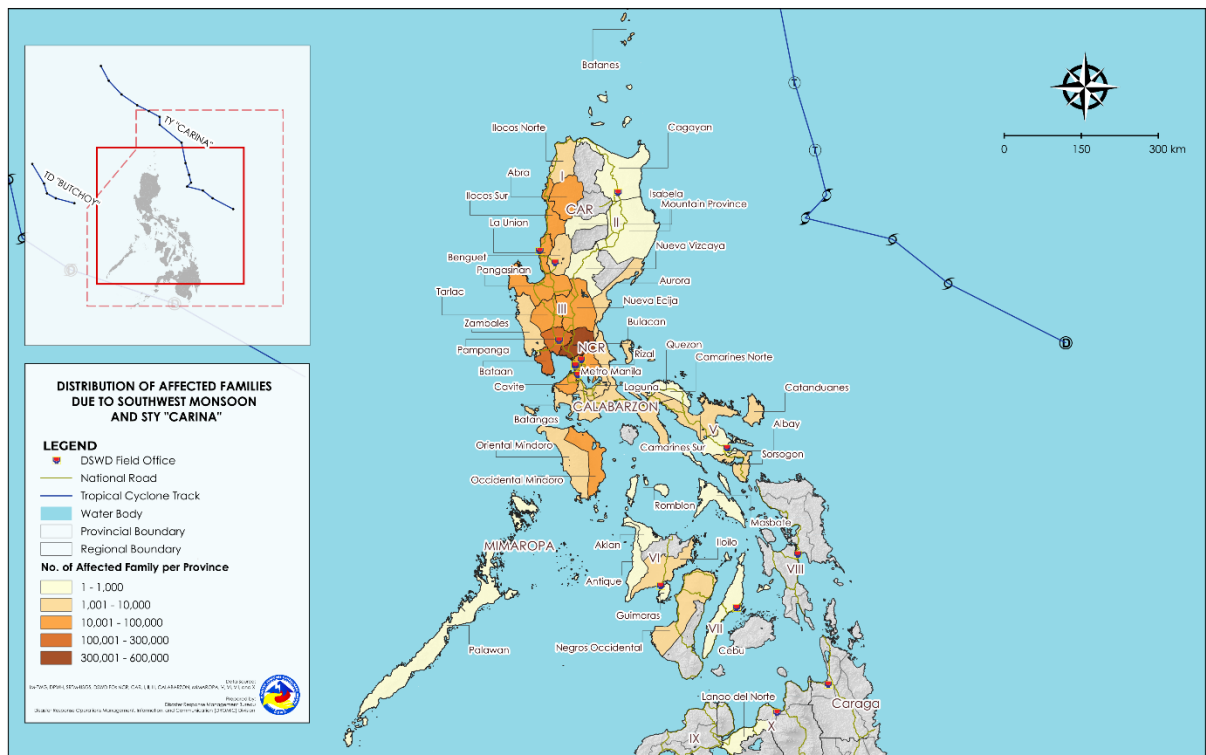 TY "CARINA"
TD "BUTCHOY"
DISTRIBUTION OF AFFECTED FAMILIES
DUE TO SOUTHWEST MONSOON
AND STY "CARINA"
LEGEND
DSWD Field Office
National Road
Tropical Cyclone Track
Water Body
Provincial Boundary
Regional Boundary
No. of Affected Family per Province
1 - 1,000
1,001 - 10,000
10,001 - 100,000
100,001 - 300,000
300,001 - 600,000
Prepared by:
Disaster Response Management Bureau
0 150 300 km
Batanes
Ilocos Norte
Cagayan
Abra
I
Ilocos Sur
Isabela
Mountain Province
CAR
II
La Union
Nueva Vizcaya
Benguet
Pangasinan
Aurora
Tarlac
Nueva Ecija
III
Zambales
Bulacan
NCR
Pampanga
Rizal
Quezon
Bataan
Metro Manila
Camarines Norte
Cavite
Laguna
Catanduanes
CALABARZON
Batangas
Albay
V
Oriental Mindoro
Camarines Sur
Sorsogon
Occidental Mindoro
Romblon
Masbate
MIMAROPA
Aklan
Iloilo
VI
VIII
Antique
Guimaras
VII
Palawan
Negros Occidental
Cebu
Lanao del Norte
Caraga
X
IX
T
T
D
D
D